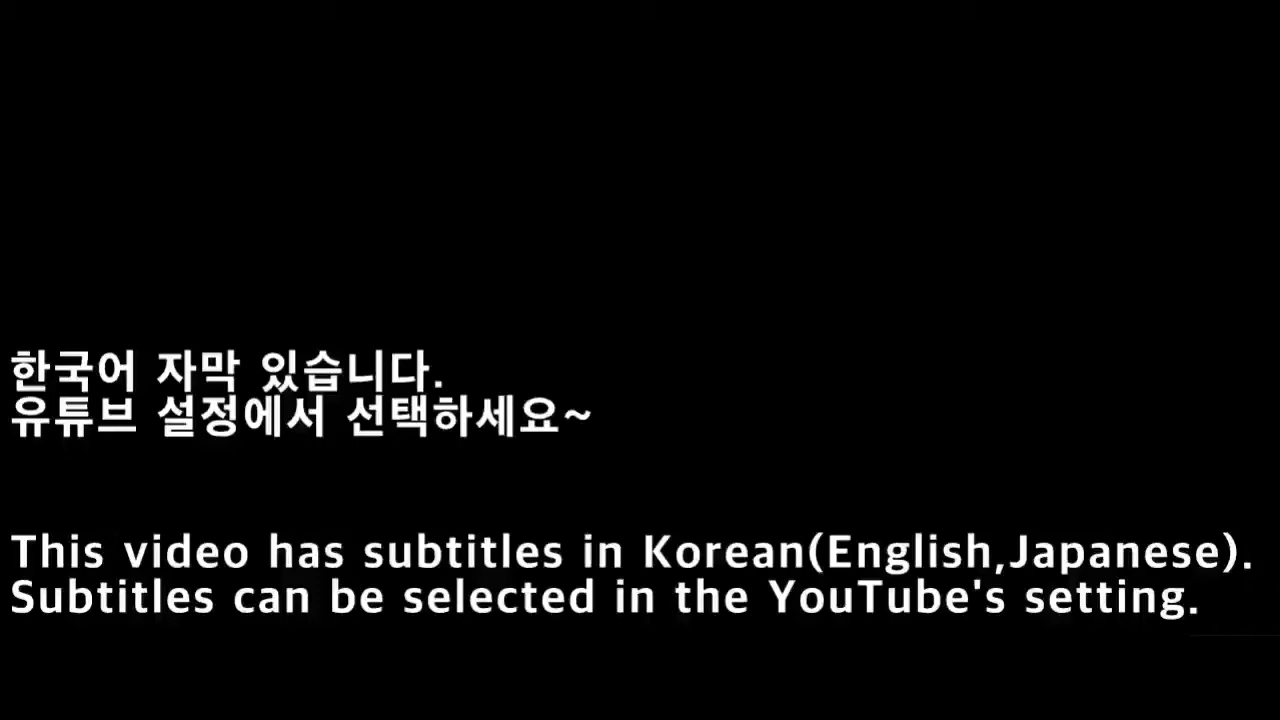 한국어 자막 있습니다.
유튜브 설정에서 선택하세요~
This video has subtitles in Korean(English,Japanese).
Subtitles can be selected in the YouTube's setting.